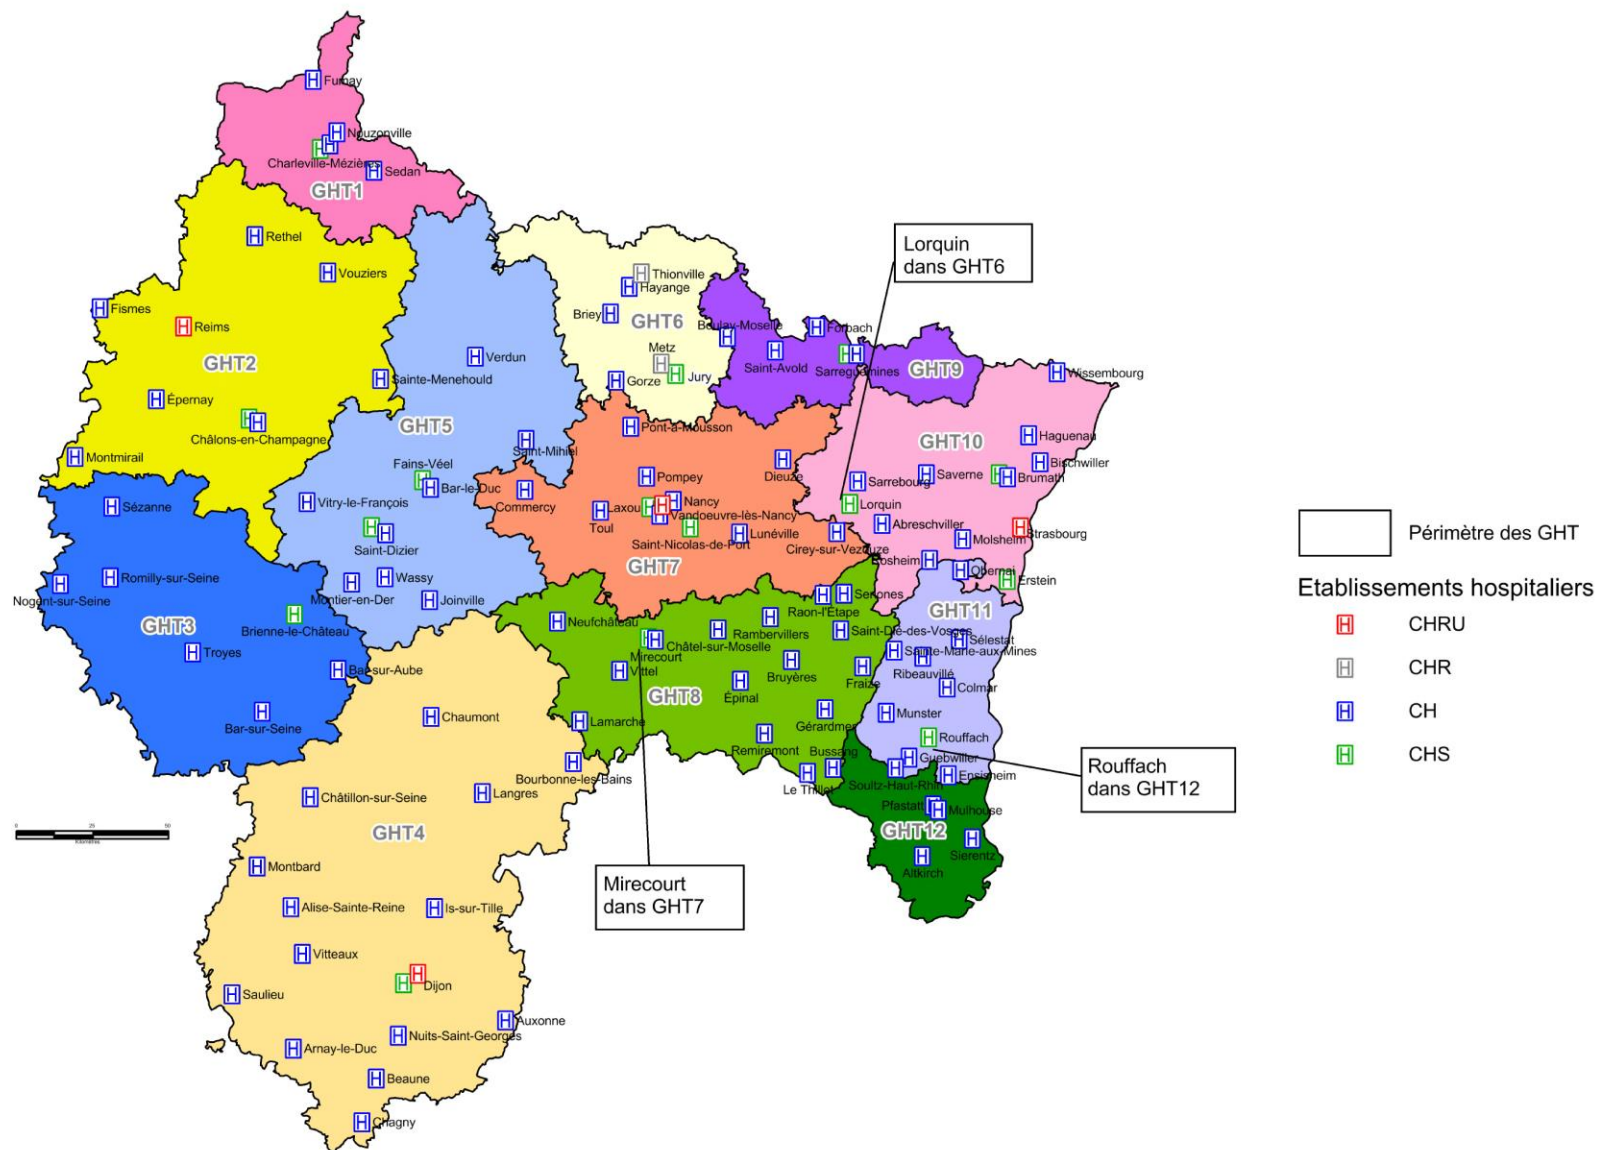 Fumay
Nouzonville
Charleville-Mézières
Sedan
GHT1
Rethel
Vouziers
Fismes
Reims
GHT2
Sainte-Menehould
Épernay
Châlons-en-Champagne
Montmirail
Verdun
GHT5
Saint-Mihiel
Fains-Véel
Bar-le-Duc
Vitry-le-François
Saint-Dizier
Wassy
Montier-en-Der
Joinville
Thionville
Hayange
Briey
GHT6
Metz
Jury
Gorze
Boulay-Moselle
Forbach
Saint-Avold
Sarreguemines
GHT9
Lorquin
dans GHT6
Wissembourg
GHT10
Haguenau
Bischwiller
Saverne
Brumath
Sarrebourg
Lorquin
Abreschviller
Molsheim
Strasbourg
Rosheim
Obernai
Erstein
Pont-à-Mousson
Dieuze
Pompey
Commercy
Toul
Laxou
Nancy
Vandoeuvre-lès-Nancy
Saint-Nicolas-de-Port
Lunéville
Cirey-sur-Vezouze
GHT7
Sézanne
Romilly-sur-Seine
Nogent-sur-Seine
GHT3
Brienne-le-Château
Troyes
Bar-sur-Aube
Bar-sur-Seine
Neufchâteau
Mirecourt
Vittel
Châtel-sur-Moselle
Rambervillers
Raon-l'Étape
Senones
Saint-Dié-des-Vosges
Bruyères
Épinal
Fraize
GHT8
Gérardmer
Lamarche
Remiremont
Bussang
Le Thillot
GHT11
Sélestat
Sainte-Marie-aux-Mines
Ribeauvillé
Colmar
Munster
Rouffach
Guebwiller
Soultz-Haut-Rhin
Ensisheim
Pfastatt
Mulhouse
GHT12
Sierentz
Altkirch
Rouffach
dans GHT12
Mirecourt
dans GHT7
Chaumont
Bourbonne-les-Bains
Langres
Châtillon-sur-Seine
GHT4
Montbard
Alise-Sainte-Reine
Is-sur-Tille
Vitteaux
Dijon
Saulieu
Auxonne
Nuits-Saint-Georges
Arnay-le-Duc
Beaune
Chagny
0 25 50
Kilomètres
Périmètre des GHT
Etablissements hospitaliers
H CHRU
H CHR
H CH
H CHS